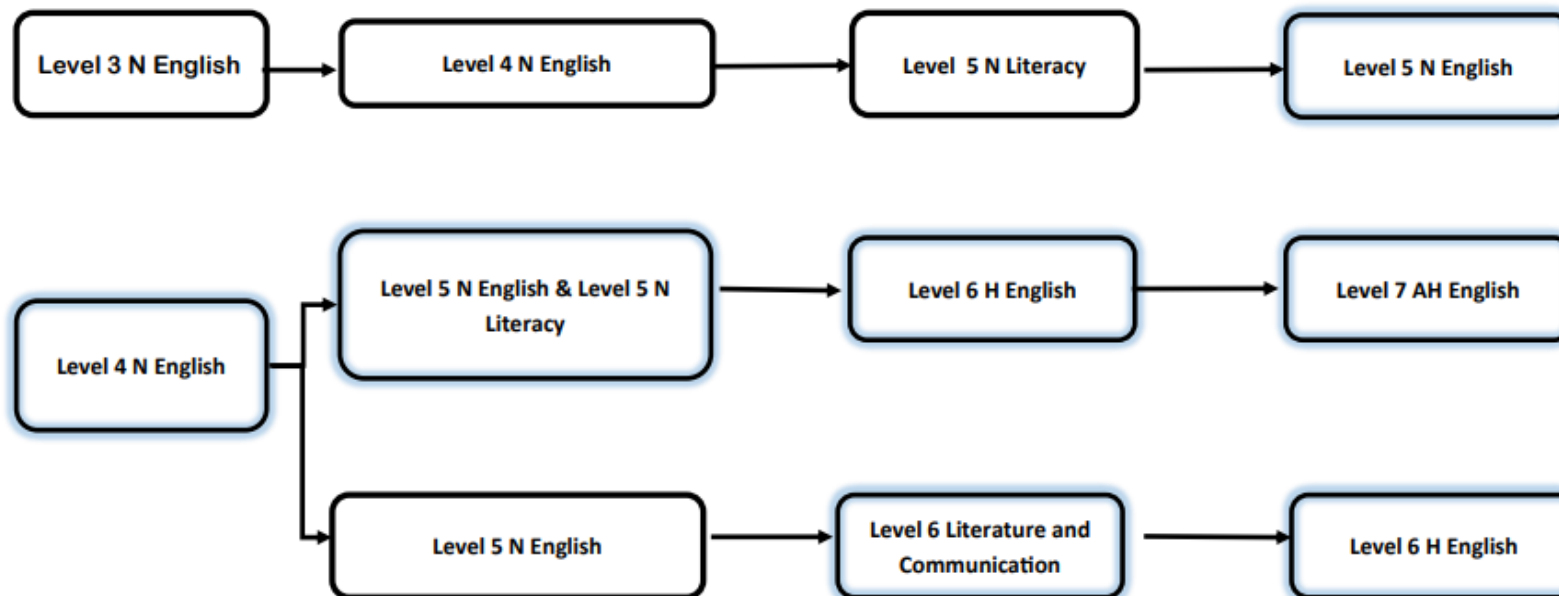 Level 3 N English
Level 4 N English
Level 5 N Literacy
Level 5 N English
Level 4 N English
Level 5 N English & Level 5 N
Literacy
Level 6 H English
Level 7 AH English
Level 5 N English
Level 6 Literature and
Communication
Level 6 H English